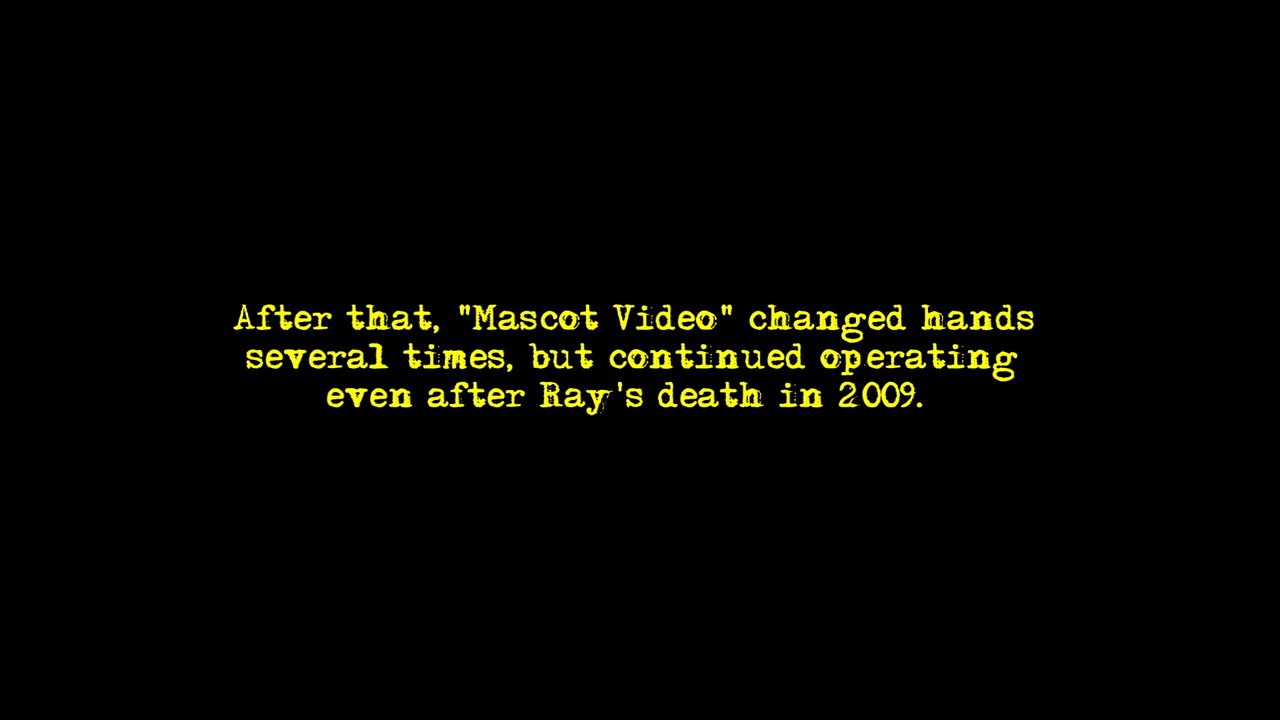 After that, "Mascot Video" changed hands
several times, but continued operating
even after Ray's death in 2009.